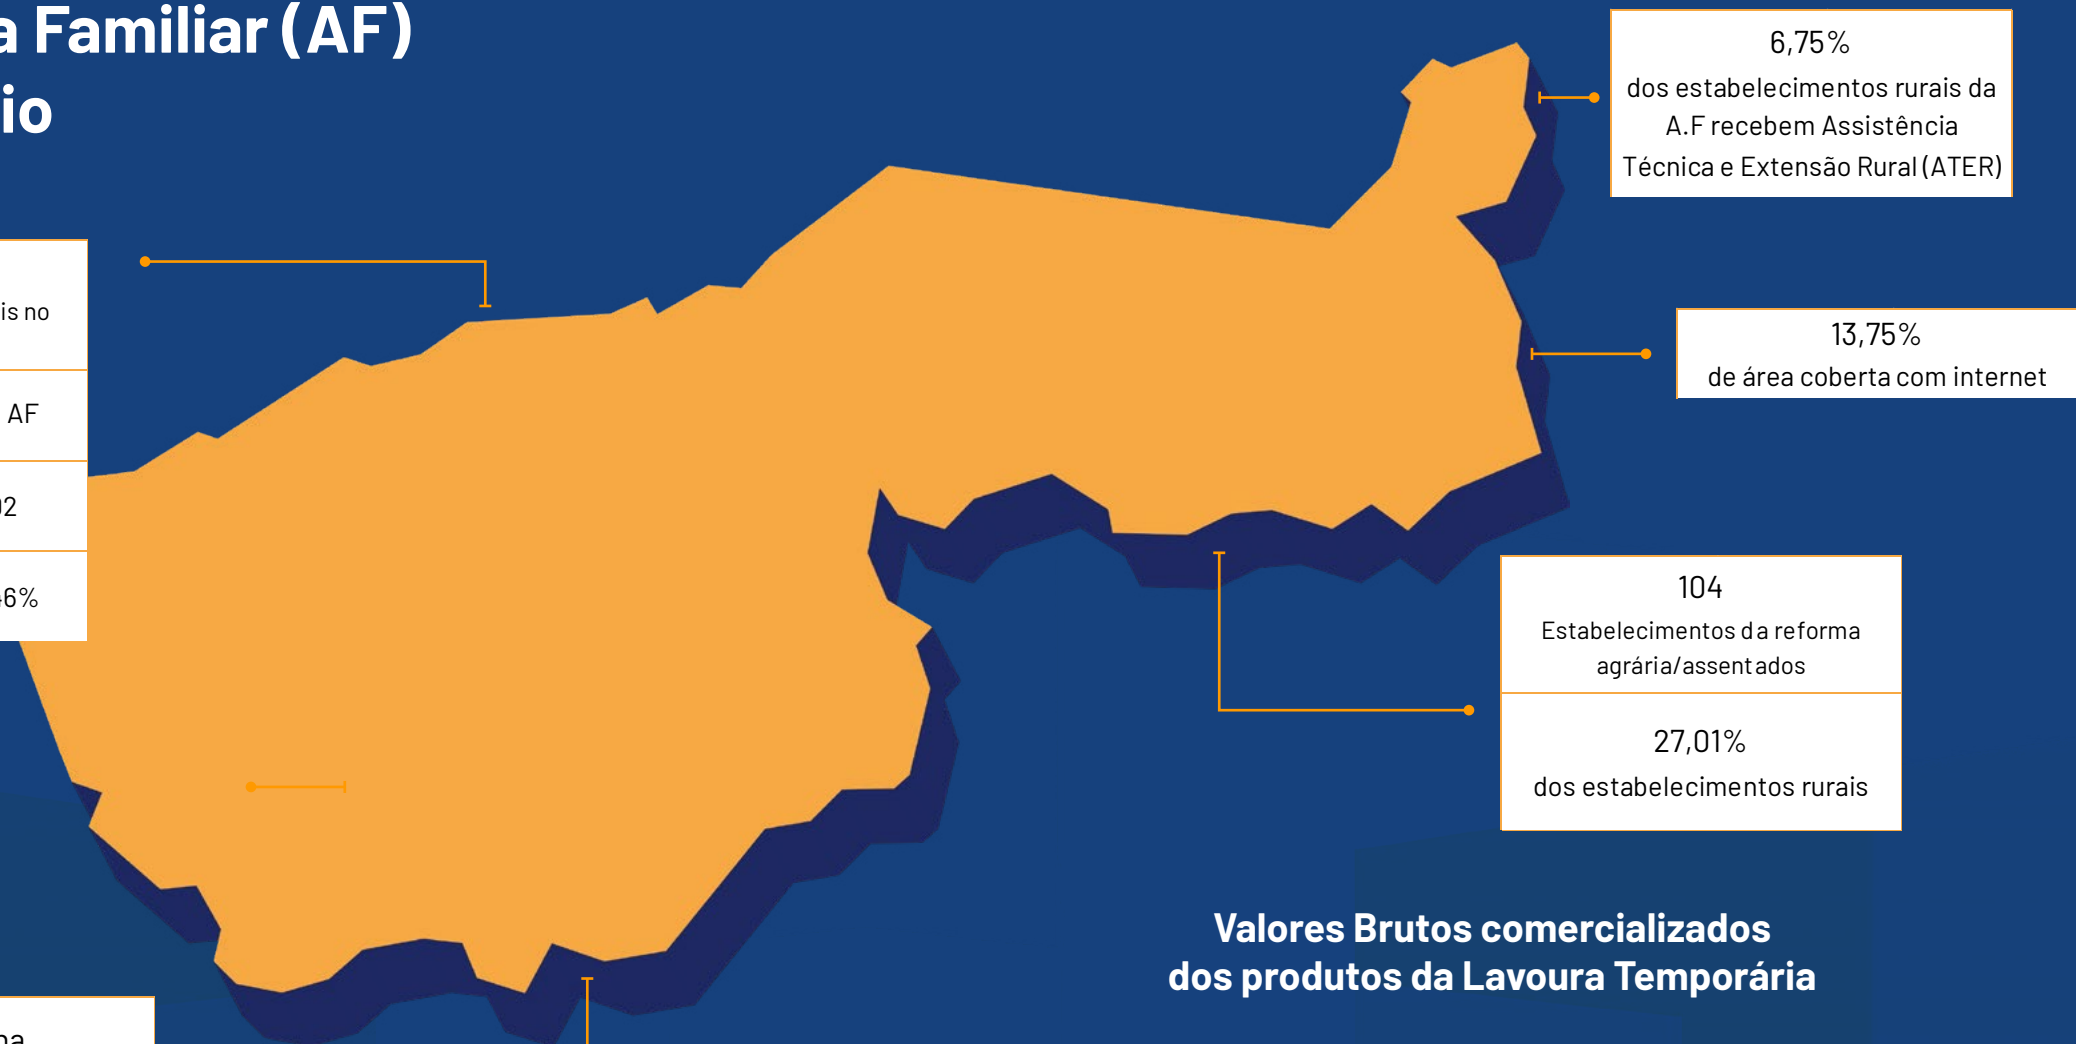 a Familiar (AF)
io
6,75%
dos estabelecimentos rurais da
A.F recebem Assistência
Técnica e Extensão Rural (ATER)
is no
AF
13,75%
de área coberta com internet
6%
104
Estabelecimentos da reforma
agrária/assentados
27,01%
dos estabelecimentos rurais
Valores Brutos comercializados
dos produtos da Lavoura Temporária